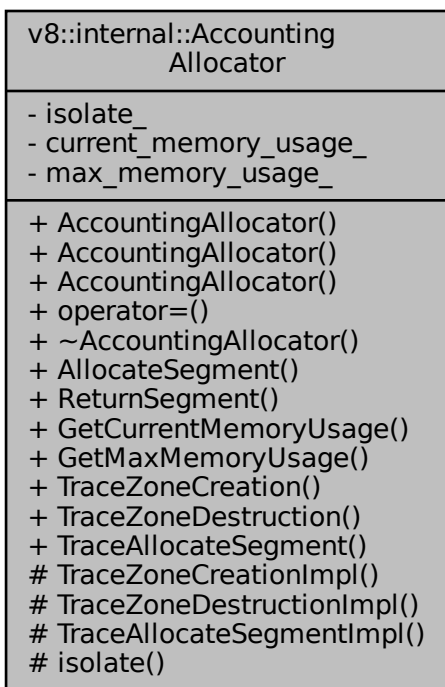 v8::internal::Accounting
Allocator
- isolate_
- current_memory_usage_
- max_memory_usage_
+ AccountingAllocator()
+ AccountingAllocator()
+ AccountingAllocator()
+ operator=()
+ ~AccountingAllocator()
+ AllocateSegment()
+ ReturnSegment()
+ GetCurrentMemoryUsage()
+ GetMaxMemoryUsage()
+ TraceZoneCreation()
+ TraceZoneDestruction()
+ TraceAllocateSegment()
# TraceZoneCreationImpl()
# TraceZoneDestructionImpl()
# TraceAllocateSegmentImpl()
# isolate()